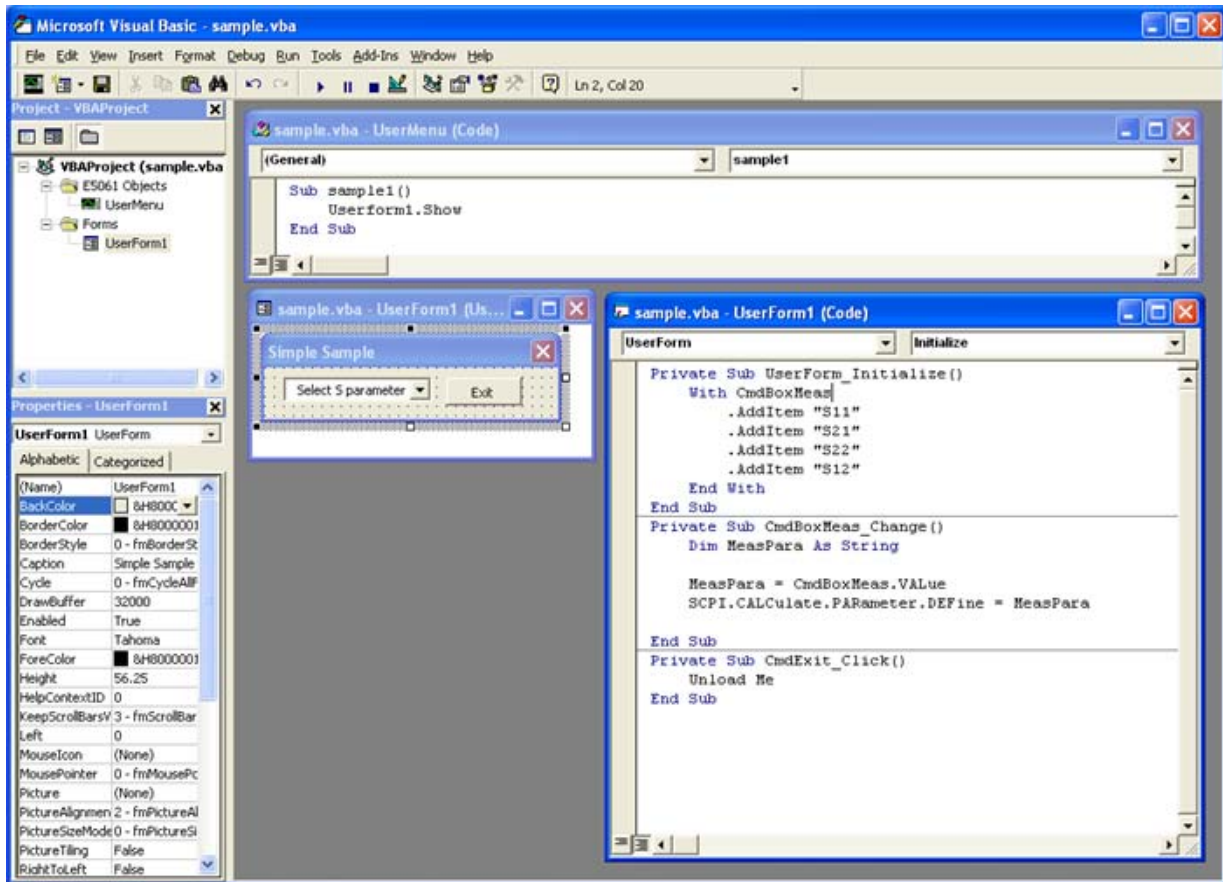 Microsoft Visual Basic - sample.vba
File Edit View Insert Format Debug Run Tools Add-Ins Window Help
Ln 2, Col 20
Project - VBAProject
VBAProject (sample.vba
E5061 Objects
UserMenu
Forms
UserForm1
Properties - UserForm1
UserForm1 UserForm
Alphabetic Categorized
(Name) UserForm1
BackColor &H800C
BorderColor &H8000001
BorderStyle 0 - fmBorderSt
Caption Simple Sample
Cycle 0 - fmCycleAllF
DrawBuffer 32000
Enabled True
Font Tahoma
ForeColor &H8000001
Height 56.25
HelpContextID 0
KeepScrollBarsV 3 - fmScrollBar
Left 0
MouseIcon (None)
MousePointer 0 - fmMousePc
Picture (None)
PictureAlignmen 2 - fmPictureAl
PictureSizeMode 0 - fmPictureSi
PictureTiling False
RightToLeft False
sample.vba - UserMenu (Code)
(General) sample1
Sub sample1()
Userform1.Show
End Sub
sample.vba - UserForm1 (Us...
Simple Sample
Select S parameter Exit
sample.vba - UserForm1 (Code)
UserForm Initialize
Private Sub UserForm_Initialize()
With CmdBoxMeas
.AddItem "S11"
.AddItem "S21"
.AddItem "S22"
.AddItem "S12"
End With
End Sub
Private Sub CmdBoxMeas_Change()
Dim MeasPara As String
MeasPara = CmdBoxMeas.VALue
SCPI.CALCulate.PARameter.DEFine = MeasPara
End Sub
Private Sub CmdExit_Click()
Unload Me
End Sub